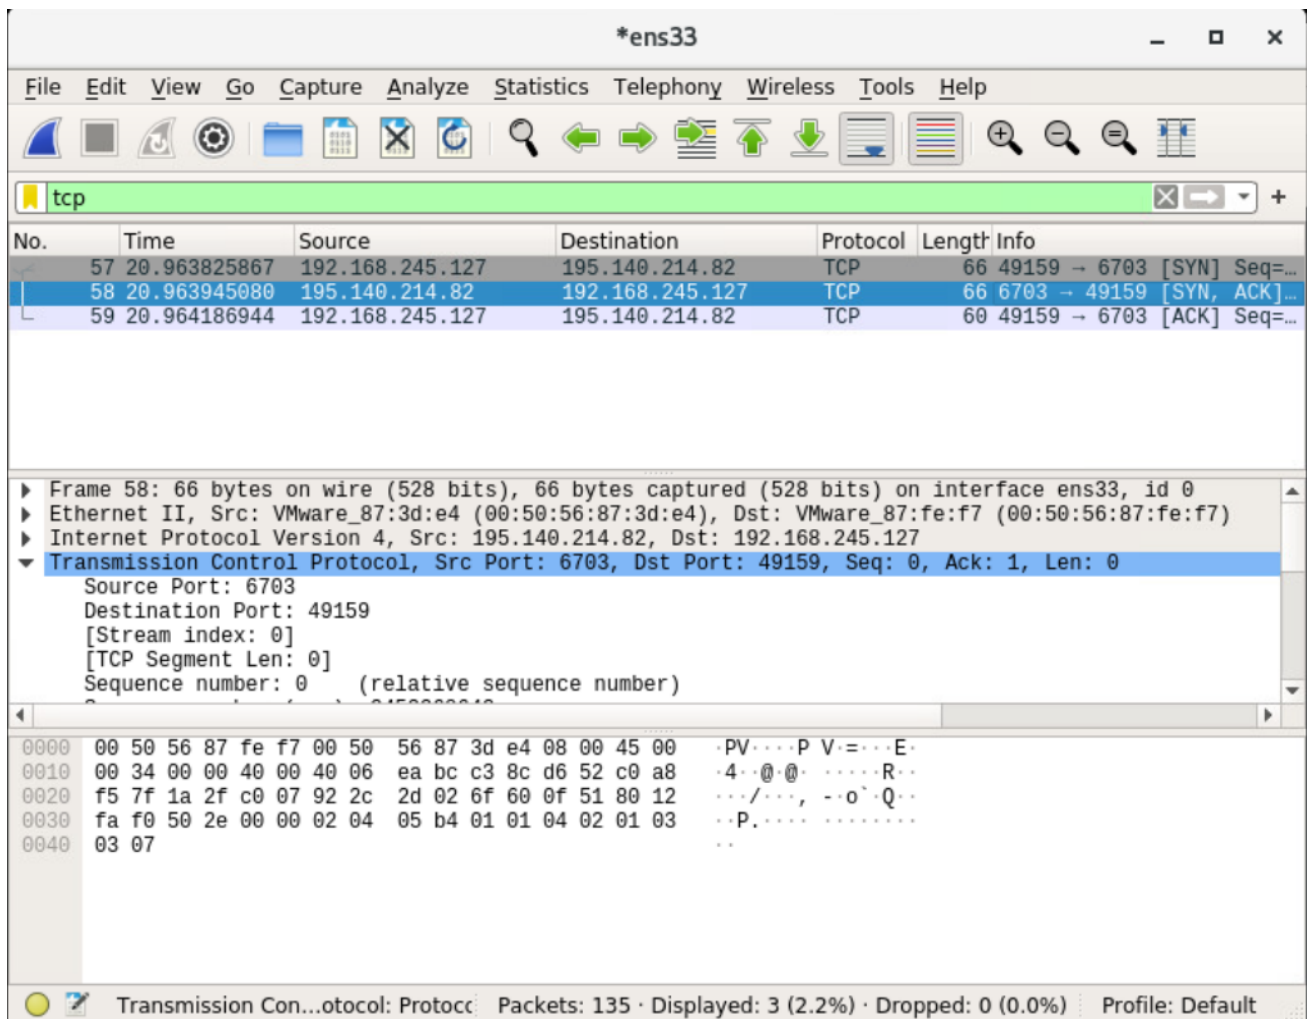 *ens33
File Edit View Go Capture Analyze Statistics Telephony Wireless Tools Help
tcp
No. Time Source Destination Protocol Length Info
57 20.963825867 192.168.245.127 195.140.214.82 TCP 66 49159 → 6703 [SYN] Seq=…
58 20.963945080 195.140.214.82 192.168.245.127 TCP 66 6703 → 49159 [SYN, ACK]…
59 20.964186944 192.168.245.127 195.140.214.82 TCP 60 49159 → 6703 [ACK] Seq=…
Frame 58: 66 bytes on wire (528 bits), 66 bytes captured (528 bits) on interface ens33, id 0
Ethernet II, Src: VMware_87:3d:e4 (00:50:56:87:3d:e4), Dst: VMware_87:fe:f7 (00:50:56:87:fe:f7)
Internet Protocol Version 4, Src: 195.140.214.82, Dst: 192.168.245.127
Transmission Control Protocol, Src Port: 6703, Dst Port: 49159, Seq: 0, Ack: 1, Len: 0
Source Port: 6703
Destination Port: 49159
[Stream index: 0]
[TCP Segment Len: 0]
Sequence number: 0 (relative sequence number)
0000 00 50 56 87 fe f7 00 50 56 87 3d e4 08 00 45 00 ·PV····P V·=···E·
0010 00 34 00 00 40 00 40 06 ea bc c3 8c d6 52 c0 a8 ·4··@·@· ·····R··
0020 f5 7f 1a 2f c0 07 92 2c 2d 02 6f 60 0f 51 80 12 ···/···, -·o`·Q··
0030 fa f0 50 2e 00 00 02 04 05 b4 01 01 04 02 01 03 ··P.···· ········
0040 03 07 ··
Transmission Con…otocol: Protocc Packets: 135 · Displayed: 3 (2.2%) · Dropped: 0 (0.0%) Profile: Default